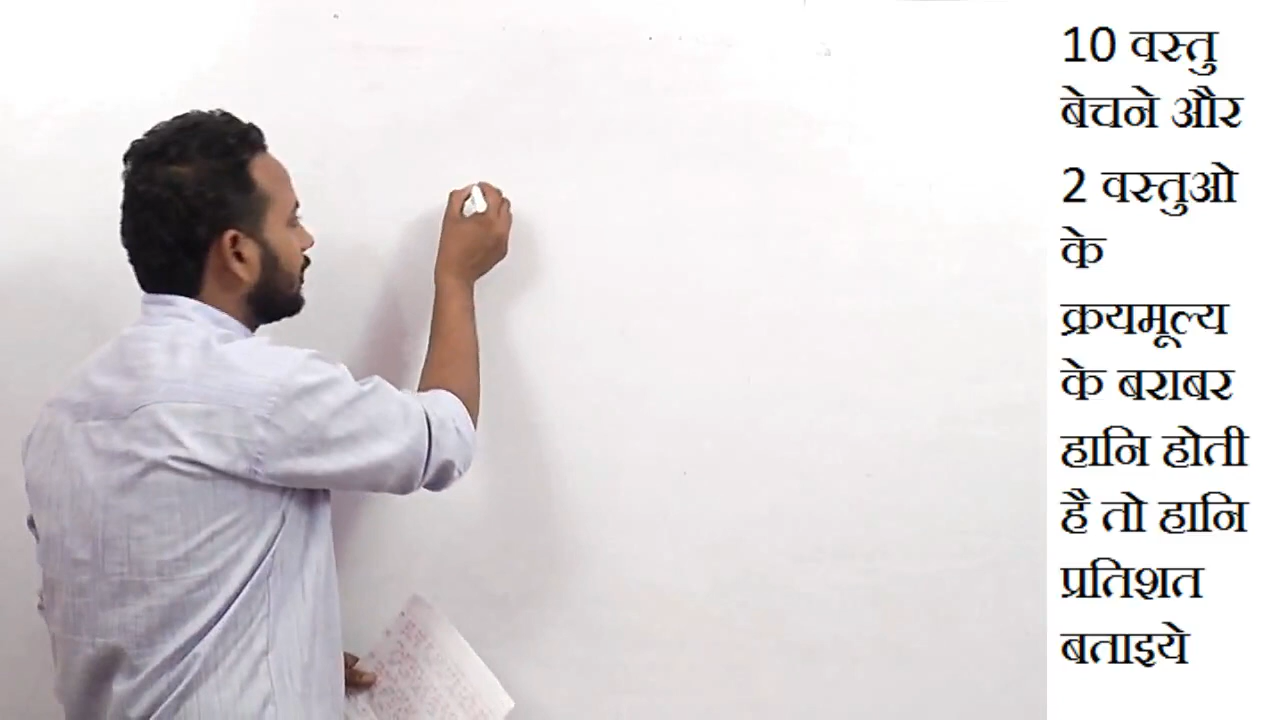 10 वस्तु
बेचने और
2 वस्तुओ
के
क्रयमूल्य
के बराबर
हानि होती
है तो हानि
प्रतिशत
बताइये